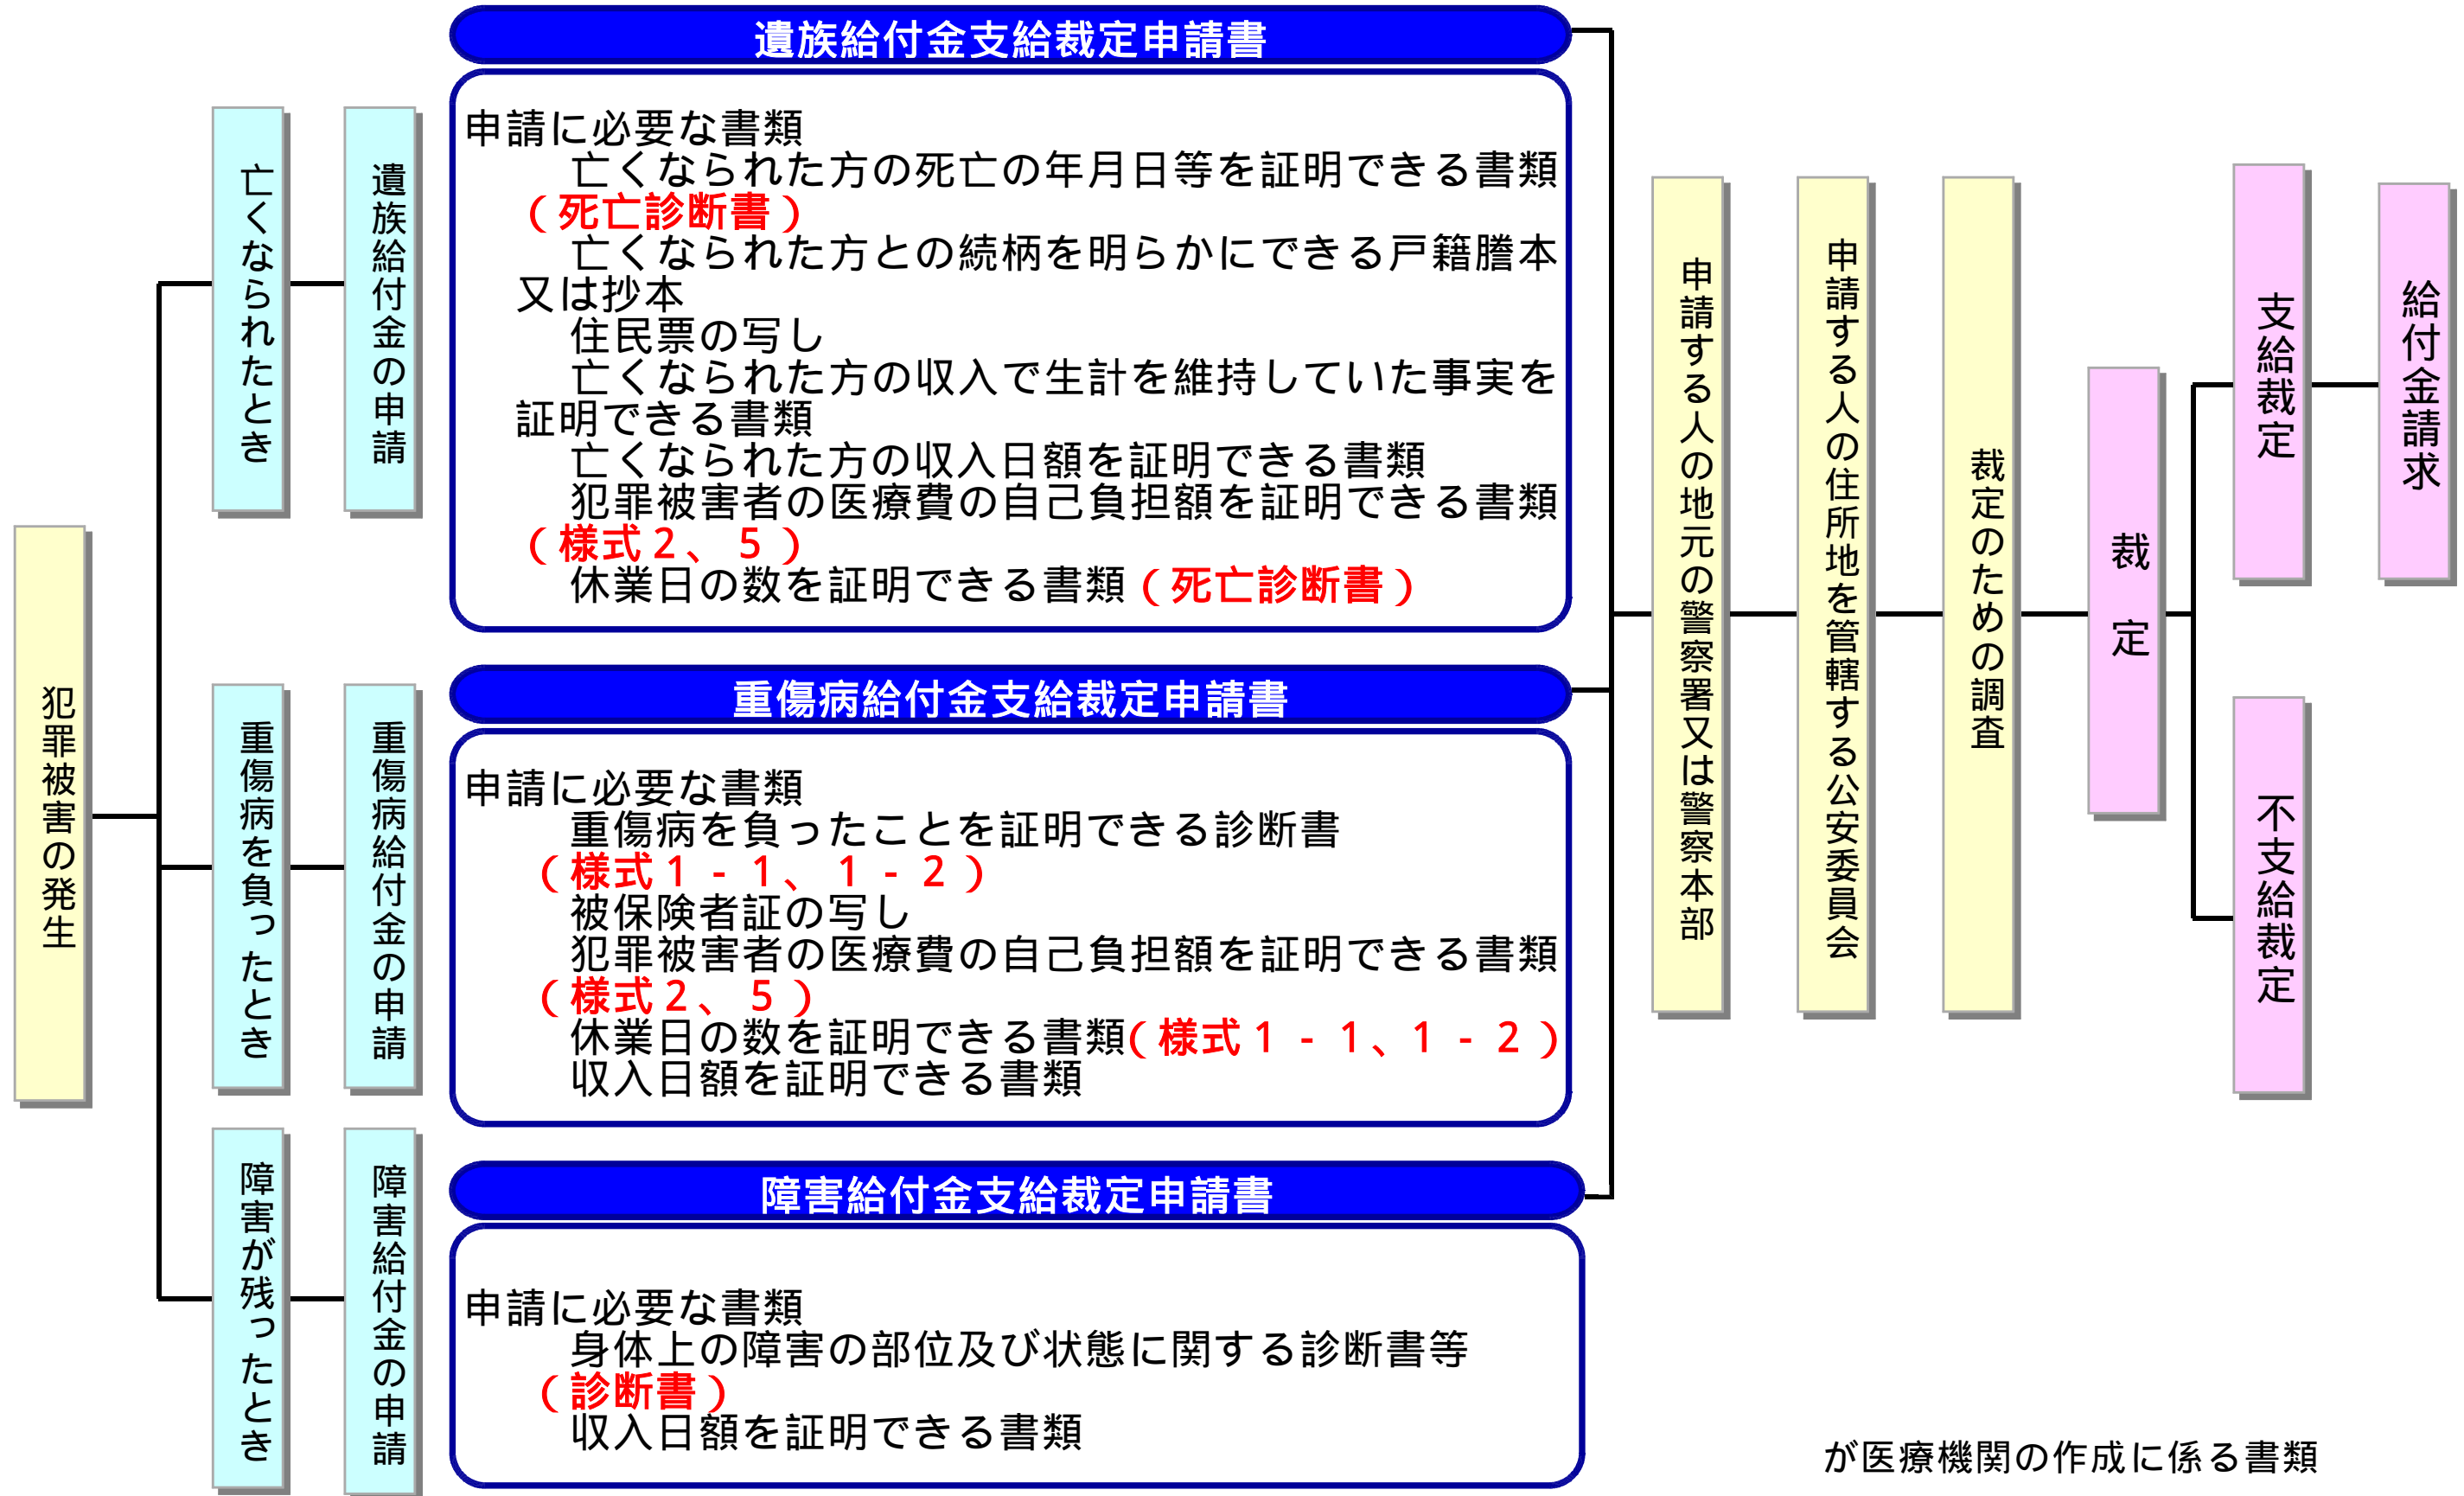 犯罪被害の発生
亡くなられたとき
遺族給付金の申請
重傷病を負ったとき
重傷病給付金の申請
障害が残ったとき
障害給付金の申請
遺族給付金支給裁定申請書
申請に必要な書類
亡くなられた方の死亡の年月日等を証明できる書類
（死亡診断書）
亡くなられた方との続柄を明らかにできる戸籍謄本
又は抄本
住民票の写し
亡くなられた方の収入で生計を維持していた事実を
証明できる書類
亡くなられた方の収入日額を証明できる書類
犯罪被害者の医療費の自己負担額を証明できる書類
（様式２、５）
休業日の数を証明できる書類（死亡診断書）
重傷病給付金支給裁定申請書
申請に必要な書類
重傷病を負ったことを証明できる診断書
（様式１-１、１-２）
被保険者証の写し
犯罪被害者の医療費の自己負担額を証明できる書類
（様式２、５）
休業日の数を証明できる書類（様式１-１、１-２）
収入日額を証明できる書類
障害給付金支給裁定申請書
申請に必要な書類
身体上の障害の部位及び状態に関する診断書等
（診断書）
収入日額を証明できる書類
申請する人の地元の警察署又は警察本部
申請する人の住所地を管轄する公安委員会
裁定のための調査
裁　定
支給裁定
給付金請求
不支給裁定
が医療機関の作成に係る書類